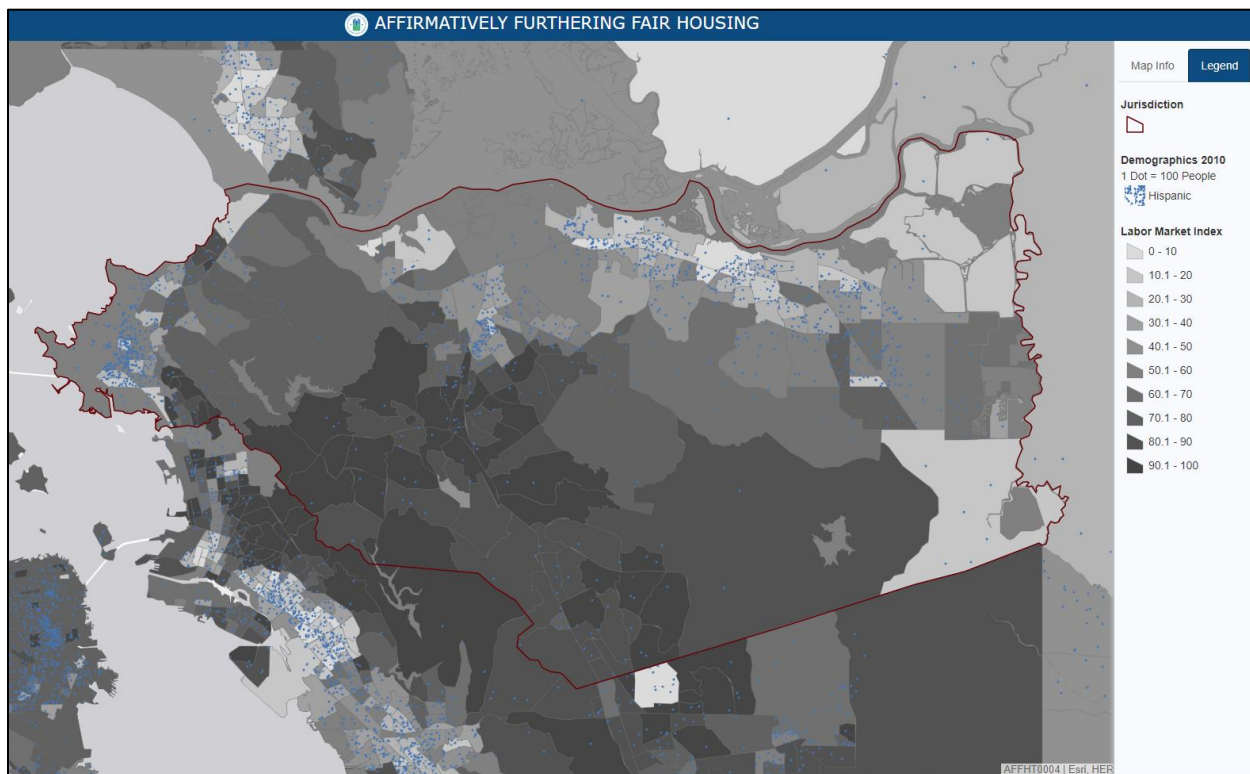 AFFIRMATIVELY FURTHERING FAIR HOUSING
Map Info
Legend
Jurisdiction
Demographics 2010
1 Dot = 100 People
Hispanic
Labor Market Index
0 - 10
10.1 - 20
20.1 - 30
30.1 - 40
40.1 - 50
50.1 - 60
60.1 - 70
70.1 - 80
80.1 - 90
90.1 - 100
AFFHT0004 | Esri, HER